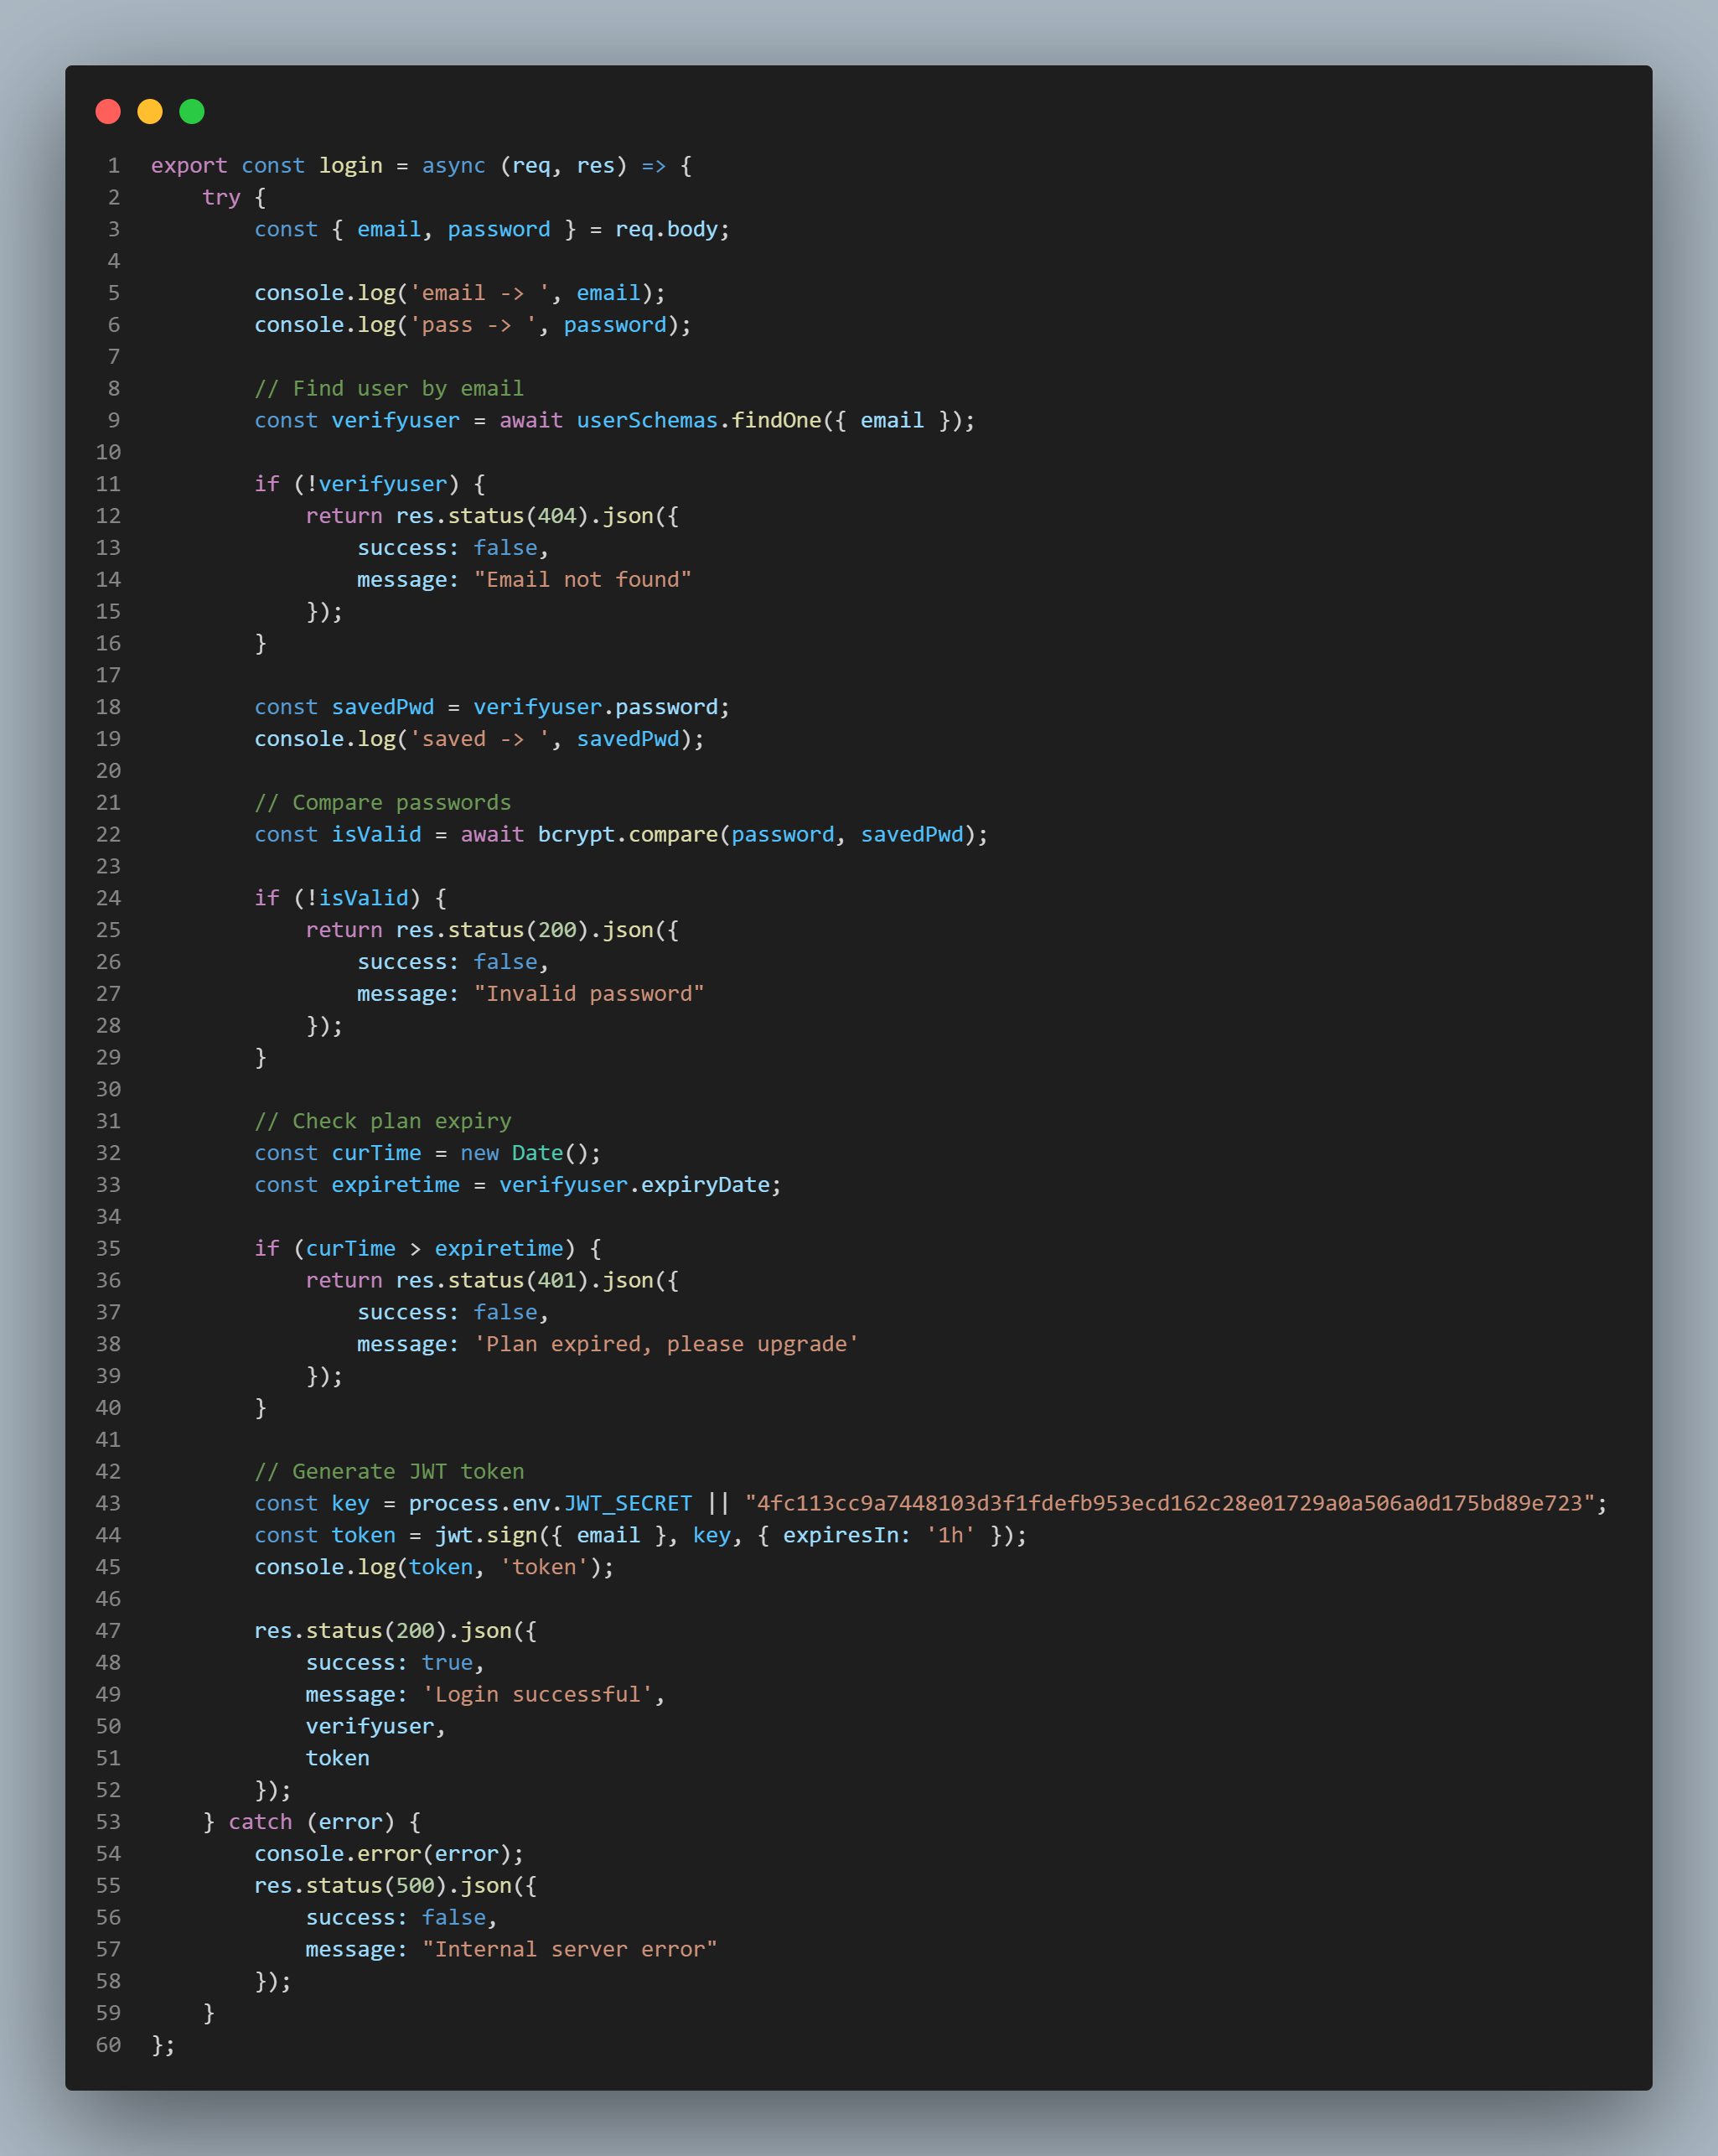 1 export const login = async (req, res) => {
2     try {
3         const { email, password } = req.body;
4
5         console.log('email -> ', email);
6         console.log('pass -> ', password);
7
8         // Find user by email
9         const verifyuser = await userSchemas.findOne({ email });
10
11         if (!verifyuser) {
12             return res.status(404).json({
13                 success: false,
14                 message: "Email not found"
15             });
16         }
17
18         const savedPwd = verifyuser.password;
19         console.log('saved -> ', savedPwd);
20
21         // Compare passwords
22         const isValid = await bcrypt.compare(password, savedPwd);
23
24         if (!isValid) {
25             return res.status(200).json({
26                 success: false,
27                 message: "Invalid password"
28             });
29         }
30
31         // Check plan expiry
32         const curTime = new Date();
33         const expiretime = verifyuser.expiryDate;
34
35         if (curTime > expiretime) {
36             return res.status(401).json({
37                 success: false,
38                 message: 'Plan expired, please upgrade'
39             });
40         }
41
42         // Generate JWT token
43         const key = process.env.JWT_SECRET || "4fc113cc9a7448103d3f1fdefb953ecd162c28e01729a0a506a0d175bd89e723";
44         const token = jwt.sign({ email }, key, { expiresIn: '1h' });
45         console.log(token, 'token');
46
47         res.status(200).json({
48             success: true,
49             message: 'Login successful',
50             verifyuser,
51             token
52         });
53     } catch (error) {
54         console.error(error);
55         res.status(500).json({
56             success: false,
57             message: "Internal server error"
58         });
59     }
60 };